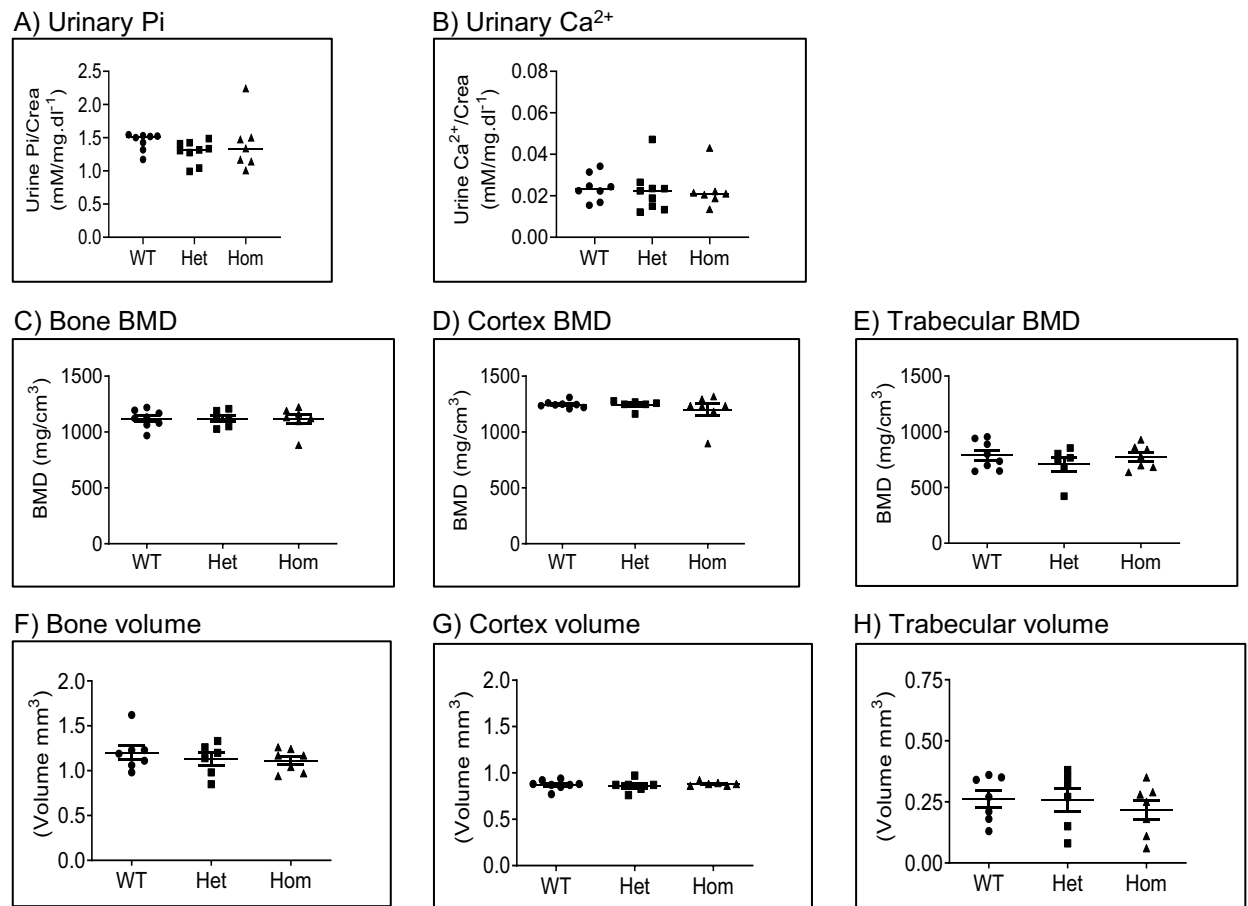 A) Urinary Pi
Urine Pi/Crea
(mM/mg.dl⁻¹)
2.5
2.0
1.5
1.0
0.5
0.0
WT Het Hom
B) Urinary Ca²⁺
Urine Ca²⁺/Crea
(mM/mg.dl⁻¹)
0.08
0.06
0.04
0.02
0.00
WT Het Hom
C) Bone BMD
BMD (mg/cm³)
1500
1000
500
0
WT Het Hom
D) Cortex BMD
BMD (mg/cm³)
1500
1000
500
0
WT Het Hom
E) Trabecular BMD
BMD (mg/cm³)
1500
1000
500
0
WT Het Hom
F) Bone volume
(Volume mm³)
2.0
1.5
1.0
0.5
0.0
WT Het Hom
G) Cortex volume
(Volume mm³)
2.0
1.5
1.0
0.5
0.0
WT Het Hom
H) Trabecular volume
(Volume mm³)
0.75
0.50
0.25
0.00
WT Het Hom